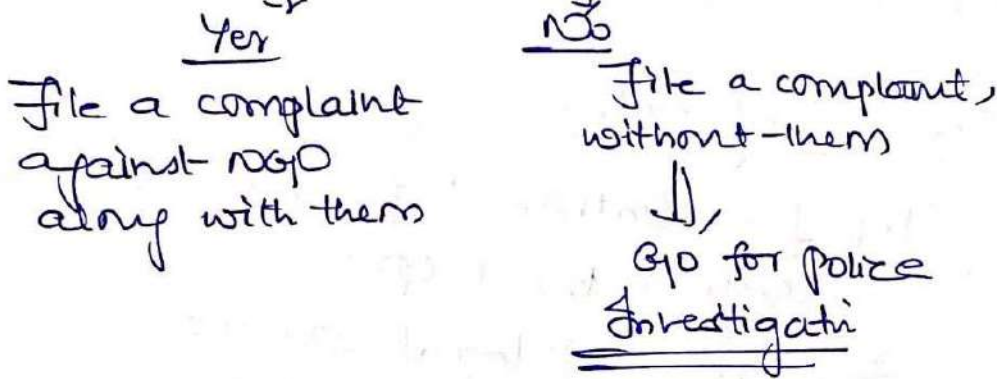 Yes
File a complaint
against NGO
along with them
No
File a complaint,
without them
Go for Police
Investigati